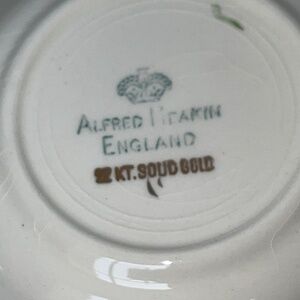 ALFRED MEAKIN
ENGLAND
22 KT. SOLID GOLD